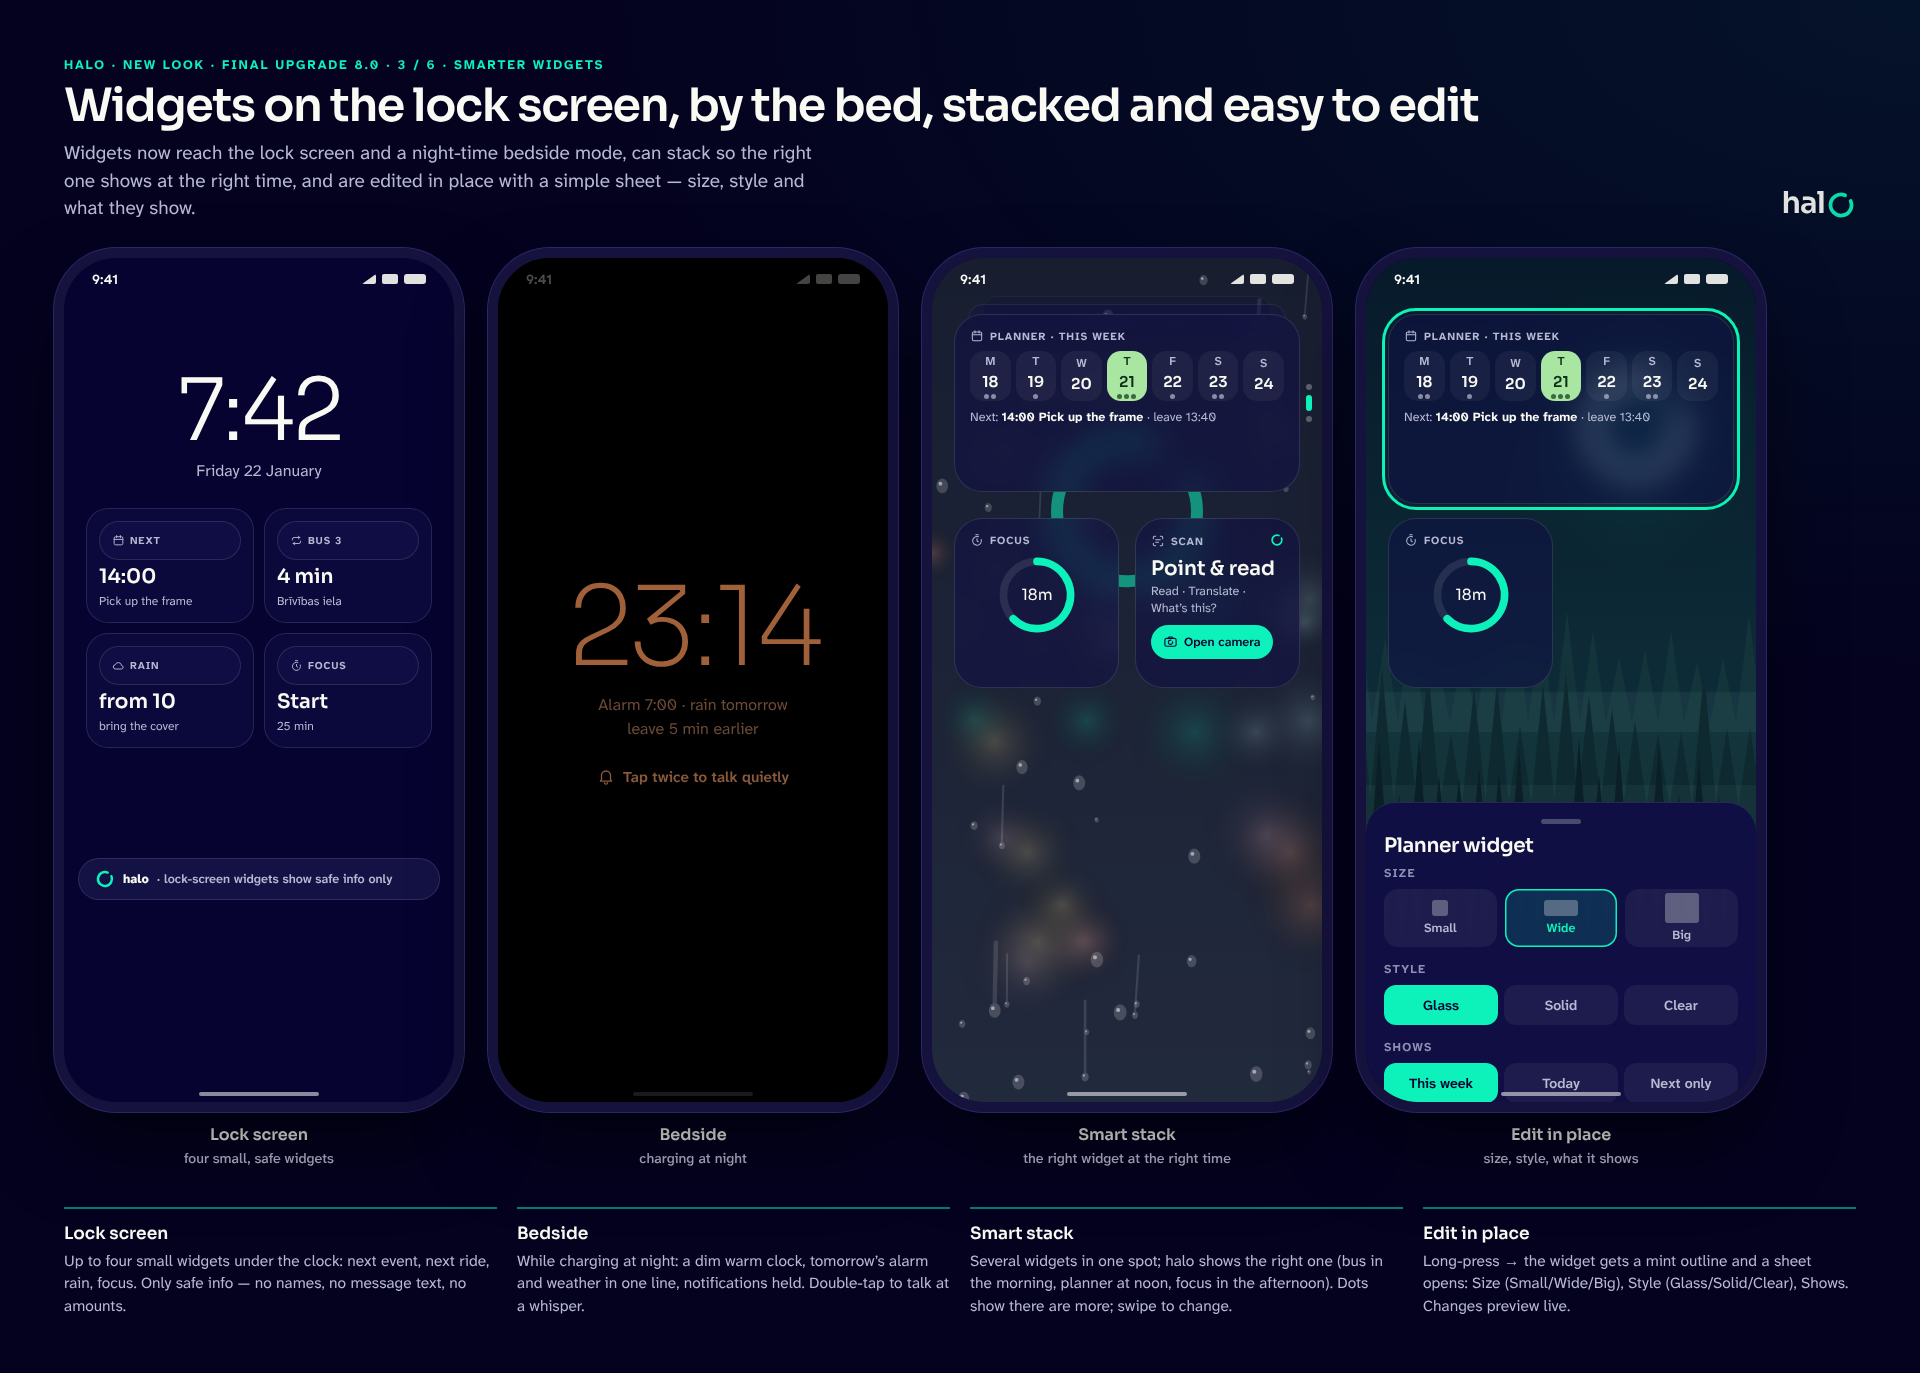 HALO · NEW LOOK · FINAL UPGRADE 8.0 · 3 / 6 · SMARTER WIDGETS
Widgets on the lock screen, by the bed, stacked and easy to edit
Widgets now reach the lock screen and a night-time bedside mode, can stack so the right
one shows at the right time, and are edited in place with a simple sheet — size, style and
what they show.
halo
9:41
7:42
Friday 22 January
NEXT
14:00
Pick up the frame
BUS 3
4 min
Brīvības iela
RAIN
from 10
bring the cover
FOCUS
Start
25 min
halo · lock-screen widgets show safe info only
Lock screen
four small, safe widgets
9:41
23:14
Alarm 7:00 · rain tomorrow
leave 5 min earlier
Tap twice to talk quietly
Bedside
charging at night
9:41
PLANNER · THIS WEEK
M T W T F S S
18 19 20 21 22 23 24
Next: 14:00 Pick up the frame · leave 13:40
FOCUS
18m
SCAN
Point & read
Read · Translate ·
What's this?
Open camera
Smart stack
the right widget at the right time
9:41
PLANNER · THIS WEEK
M T W T F S S
18 19 20 21 22 23 24
Next: 14:00 Pick up the frame · leave 13:40
FOCUS
18m
Planner widget
SIZE
Small Wide Big
STYLE
Glass Solid Clear
SHOWS
This week Today Next only
Edit in place
size, style, what it shows
Lock screen
Up to four small widgets under the clock: next event, next ride,
rain, focus. Only safe info — no names, no message text, no
amounts.
Bedside
While charging at night: a dim warm clock, tomorrow's alarm
and weather in one line, notifications held. Double-tap to talk at
a whisper.
Smart stack
Several widgets in one spot; halo shows the right one (bus in
the morning, planner at noon, focus in the afternoon). Dots
show there are more; swipe to change.
Edit in place
Long-press → the widget gets a mint outline and a sheet
opens: Size (Small/Wide/Big), Style (Glass/Solid/Clear), Shows.
Changes preview live.